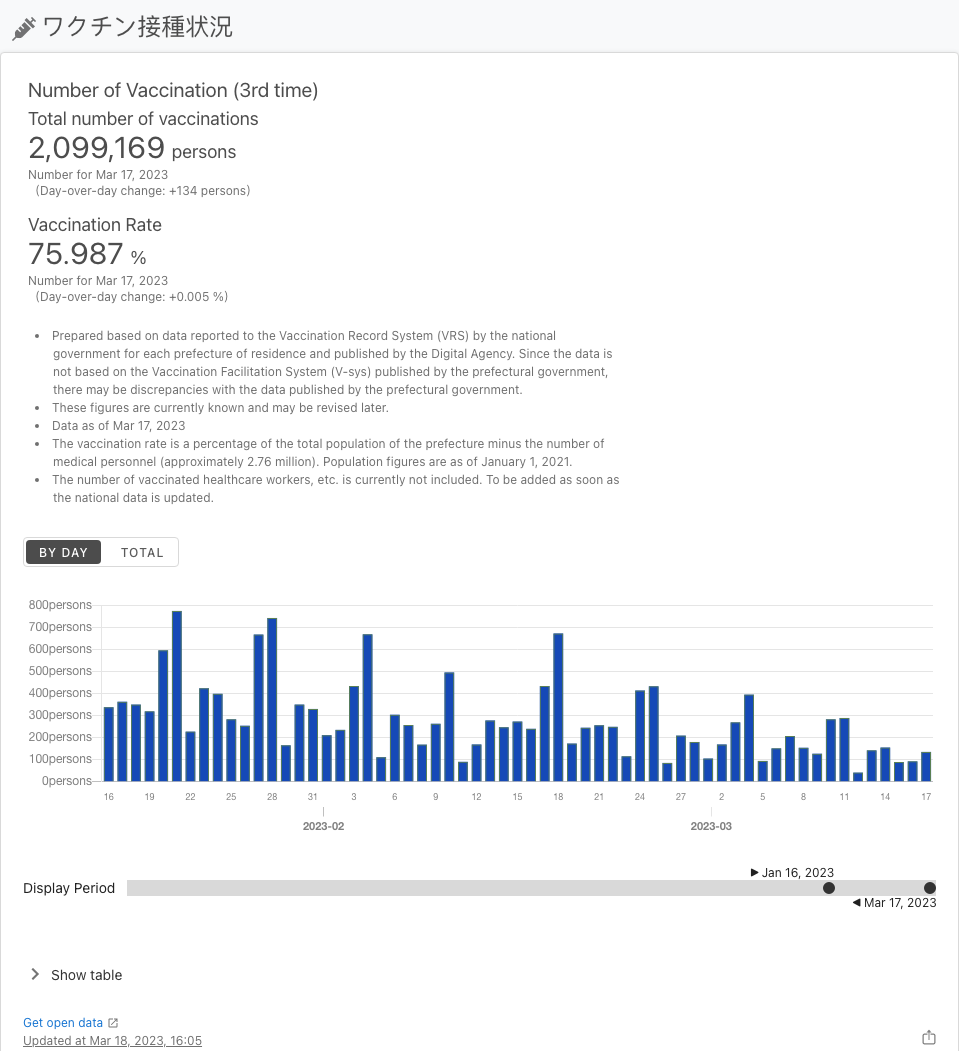 ワクチン接種状況
Number of Vaccination (3rd time)
Total number of vaccinations
2,099,169 persons
Number for Mar 17, 2023
(Day-over-day change: +134 persons)
Vaccination Rate
75.987 %
Number for Mar 17, 2023
(Day-over-day change: +0.005 %)
• Prepared based on data reported to the Vaccination Record System (VRS) by the national
government for each prefecture of residence and published by the Digital Agency. Since the data is
not based on the Vaccination Facilitation System (V-sys) published by the prefectural government,
there may be discrepancies with the data published by the prefectural government.
• These figures are currently known and may be revised later.
• Data as of Mar 17, 2023
• The vaccination rate is a percentage of the total population of the prefecture minus the number of
medical personnel (approximately 2.76 million). Population figures are as of January 1, 2021.
• The number of vaccinated healthcare workers, etc. is currently not included. To be added as soon as
the national data is updated.
BY DAY TOTAL
800persons
700persons
600persons
500persons
400persons
300persons
200persons
100persons
0persons
16 19 22 25 28 31 3 6 9 12 15 18 21 24 27 2 5 8 11 14 17
2023-02 2023-03
Jan 16, 2023
Display Period
Mar 17, 2023
Show table
Get open data
Updated at Mar 18, 2023, 16:05